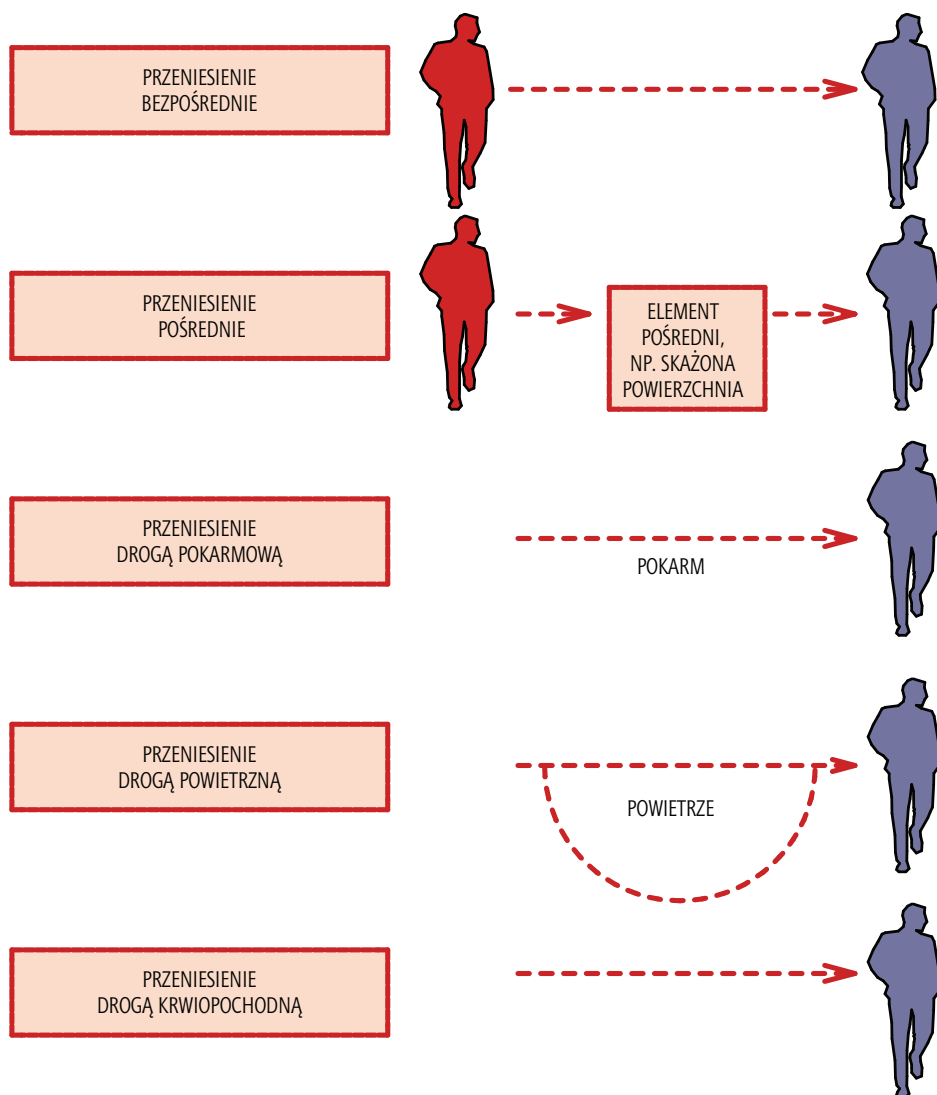 PRZENIESIENIE
BEZPOŚREDNIE
PRZENIESIENIE
POŚREDNIE
ELEMENT
POŚREDNI,
NP. SKAŻONA
POWIERZCHNIA
PRZENIESIENIE
DROGĄ POKARMOWĄ
POKARM
PRZENIESIENIE
DROGĄ POWIETRZNĄ
POWIETRZE
PRZENIESIENIE
DROGĄ KRWIOPOCHODNĄ